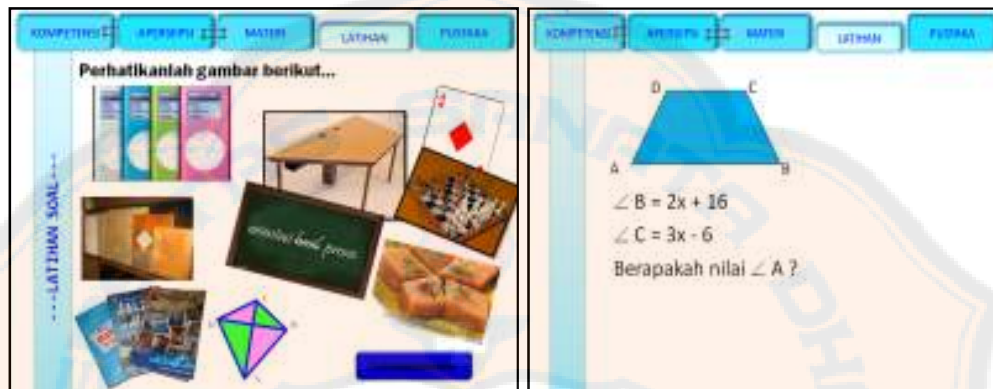 KOMPETENSI APERSEPSI MATERI LATIHAN PUSTAKA
Perhatikanlah gambar berikut...
---LATIHAN SOAL---
KOMPETENSI APERSEPSI MATERI LATIHAN PUSTAKA
D C
A B
∠ B = 2x + 16
∠ C = 3x - 6
Berapakah nilai ∠ A ?